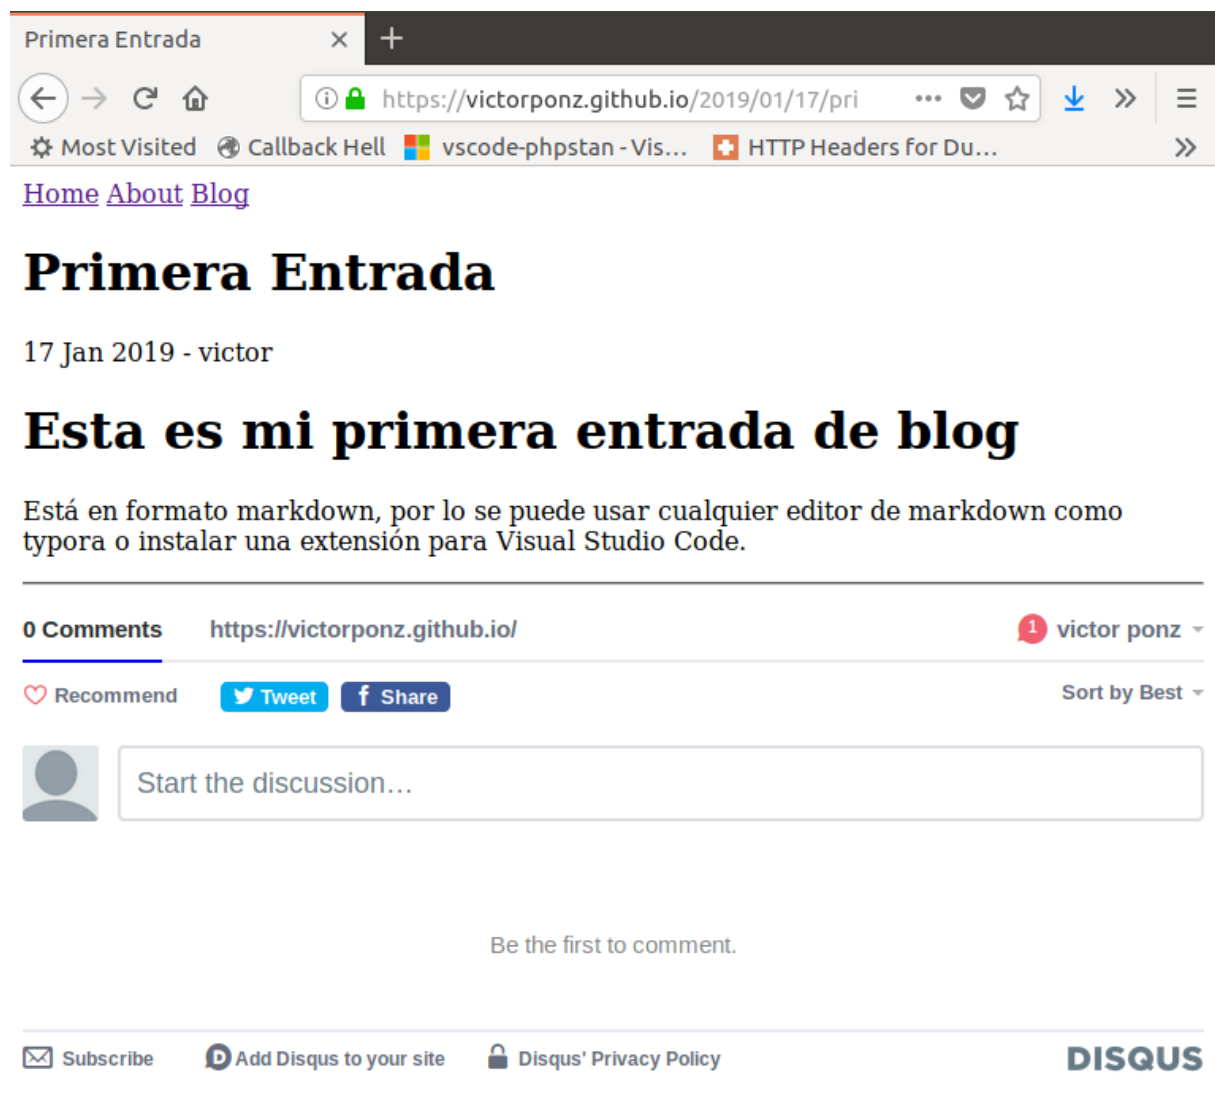 Primera Entrada
https://victorponz.github.io/2019/01/17/pri
Most Visited Callback Hell vscode-phpstan - Vis... HTTP Headers for Du...
Home About Blog
Primera Entrada
17 Jan 2019 - victor
Esta es mi primera entrada de blog
Está en formato markdown, por lo se puede usar cualquier editor de markdown como
typora o instalar una extensión para Visual Studio Code.
0 Comments https://victorponz.github.io/ 1 victor ponz
Recommend Tweet f Share Sort by Best
Start the discussion...
Be the first to comment.
Subscribe D Add Disqus to your site Disqus' Privacy Policy DISQUS